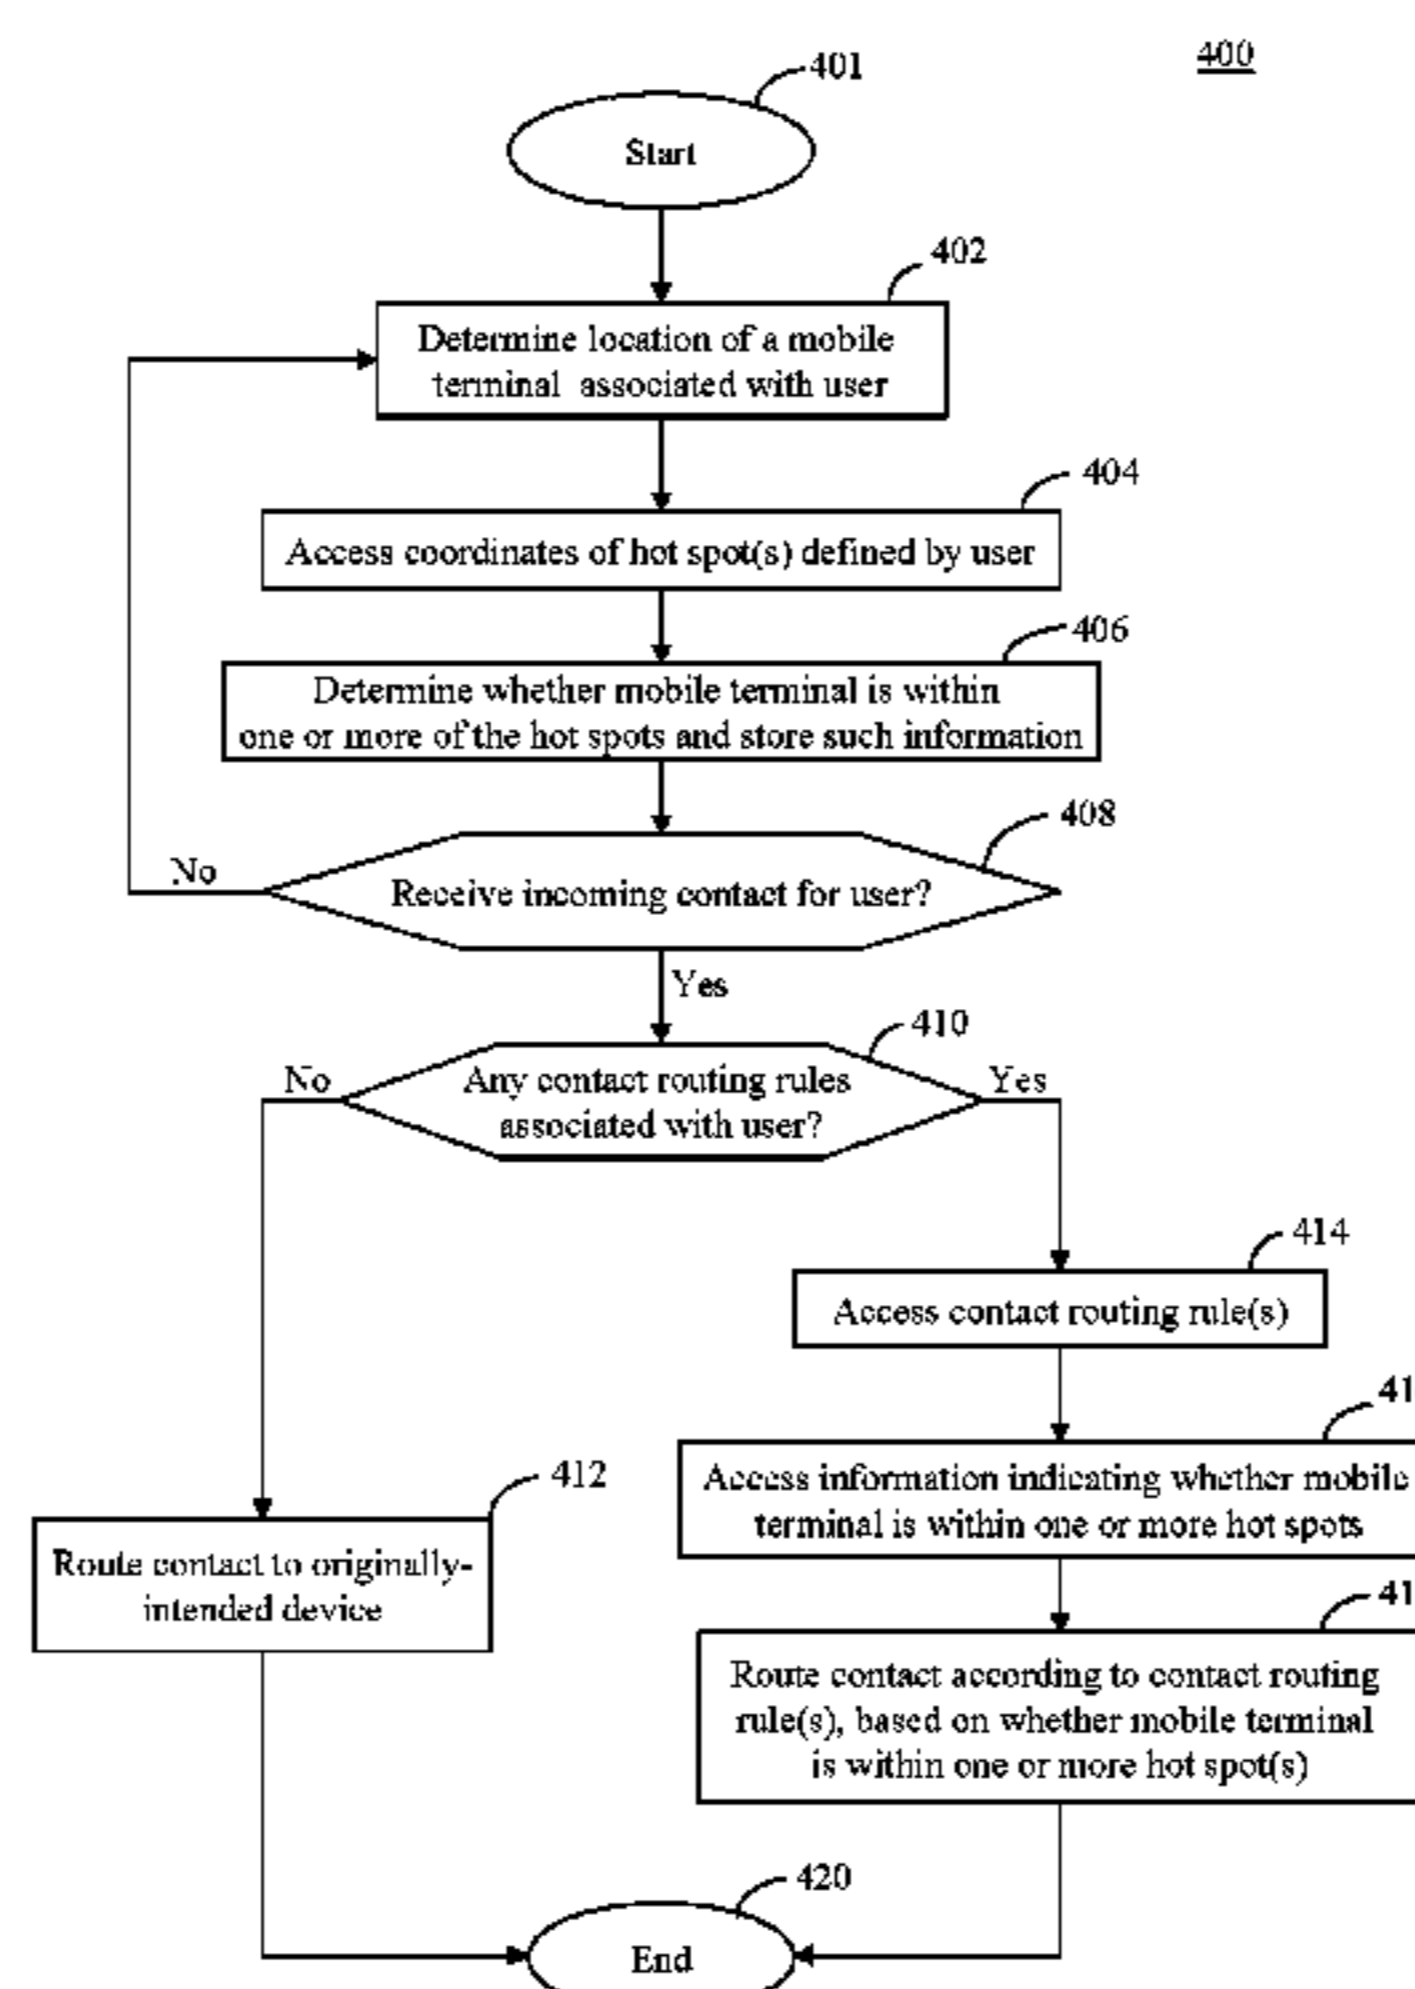 400
401
Start
402
Determine location of a mobile
terminal associated with user
404
Access coordinates of hot spot(s) defined by user
406
Determine whether mobile terminal is within
one or more of the hot spots and store such information
408
No
Receive incoming contact for user?
Yes
410
No
Any contact routing rules
associated with user?
Yes
414
Access contact routing rule(s)
41
Access information indicating whether mobile
terminal is within one or more hot spots
412
Route contact to originally-
intended device
41
Route contact according to contact routing
rule(s), based on whether mobile terminal
is within one or more hot spot(s)
420
End